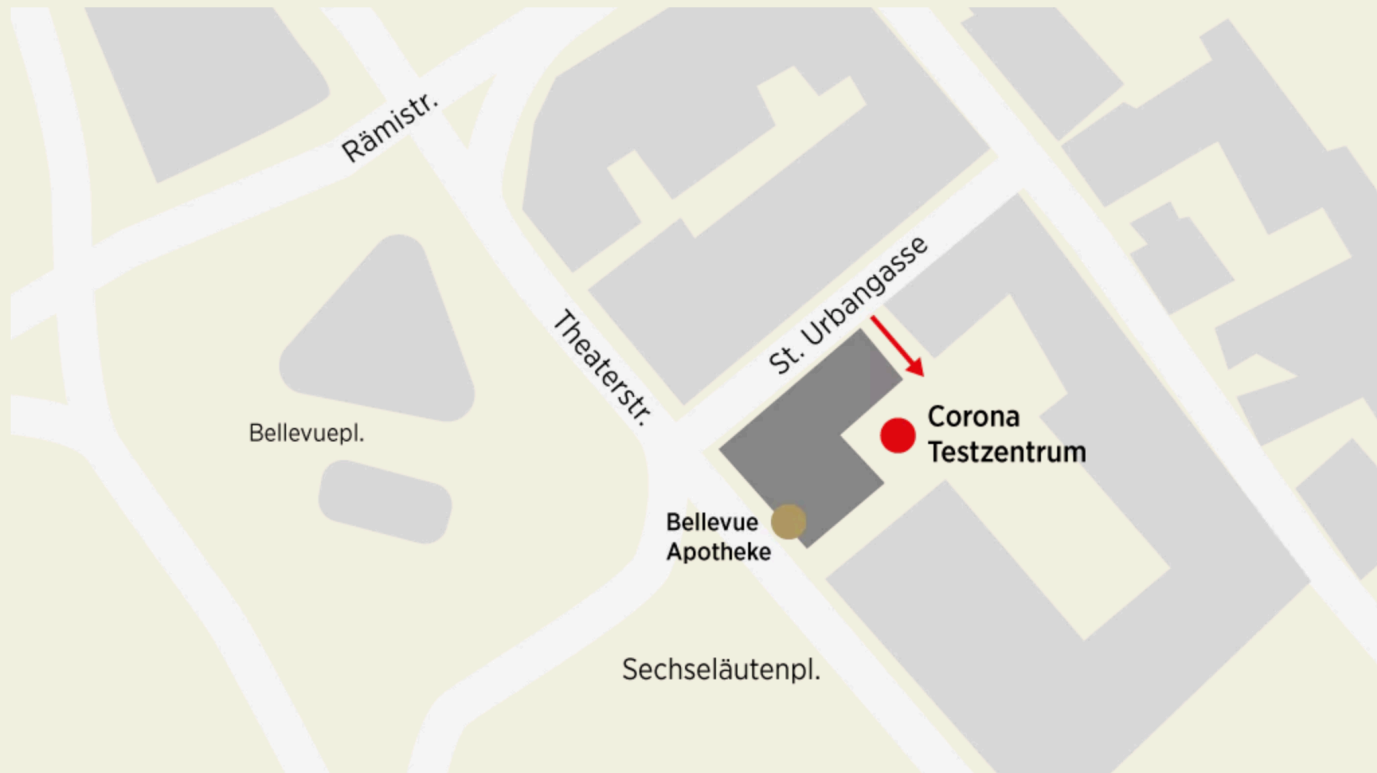 Rämistr.
St. Urbangasse
Theaterstr.
Corona
Testzentrum
Bellevuepl.
Bellevue
Apotheke
Sechseläutenpl.